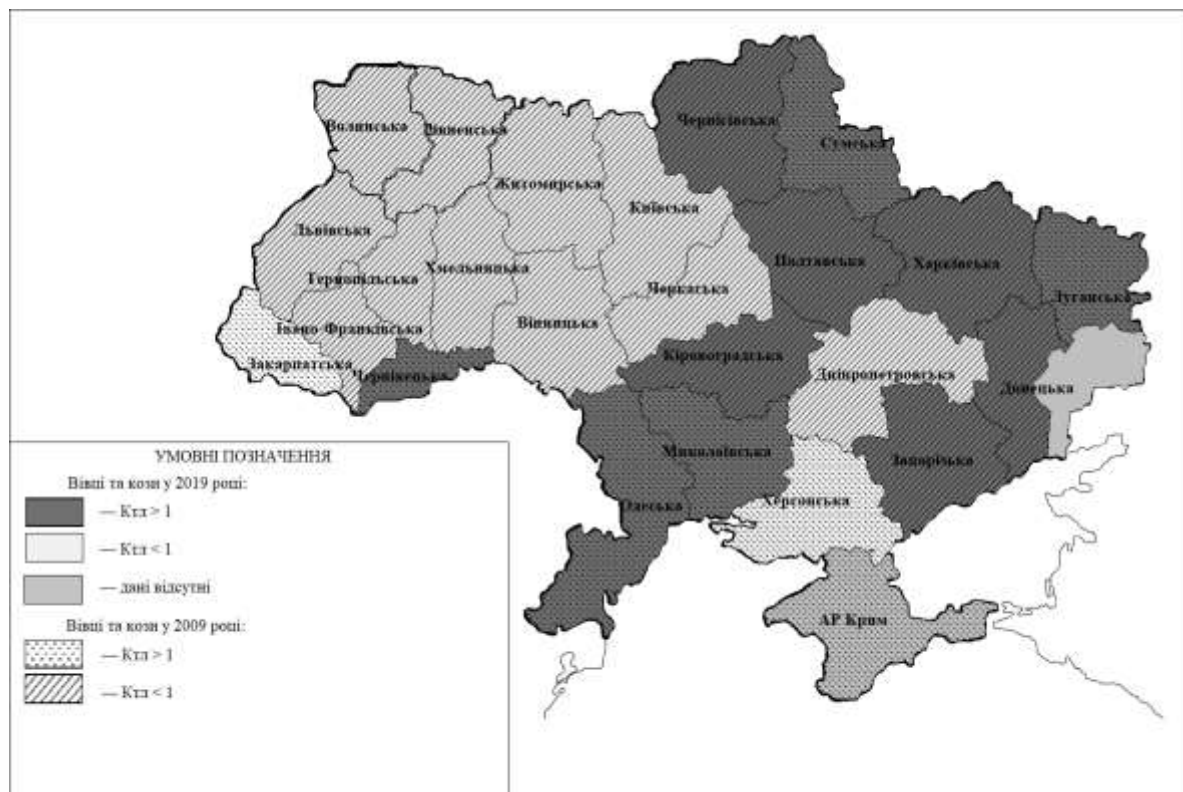 Чернігівська
Волинська
Рівненська
Сумська
Житомирська
Київська
Львівська
Полтавська
Харківська
Тернопільська
Хмельницька
Черкаська
Луганська
Івано-Франківська
Вінницька
Закарпатська
Кіровоградська
Чернівецька
Дніпропетровська
Донецька
Миколаївська
Запорізька
Херсонська
Одеська
АР Крим
УМОВНІ ПОЗНАЧЕННЯ
Вівці та кози у 2019 році:
— Ктл > 1
— Ктл < 1
— дані відсутні
Вівці та кози у 2009 році:
— Ктл > 1
— Ктл < 1